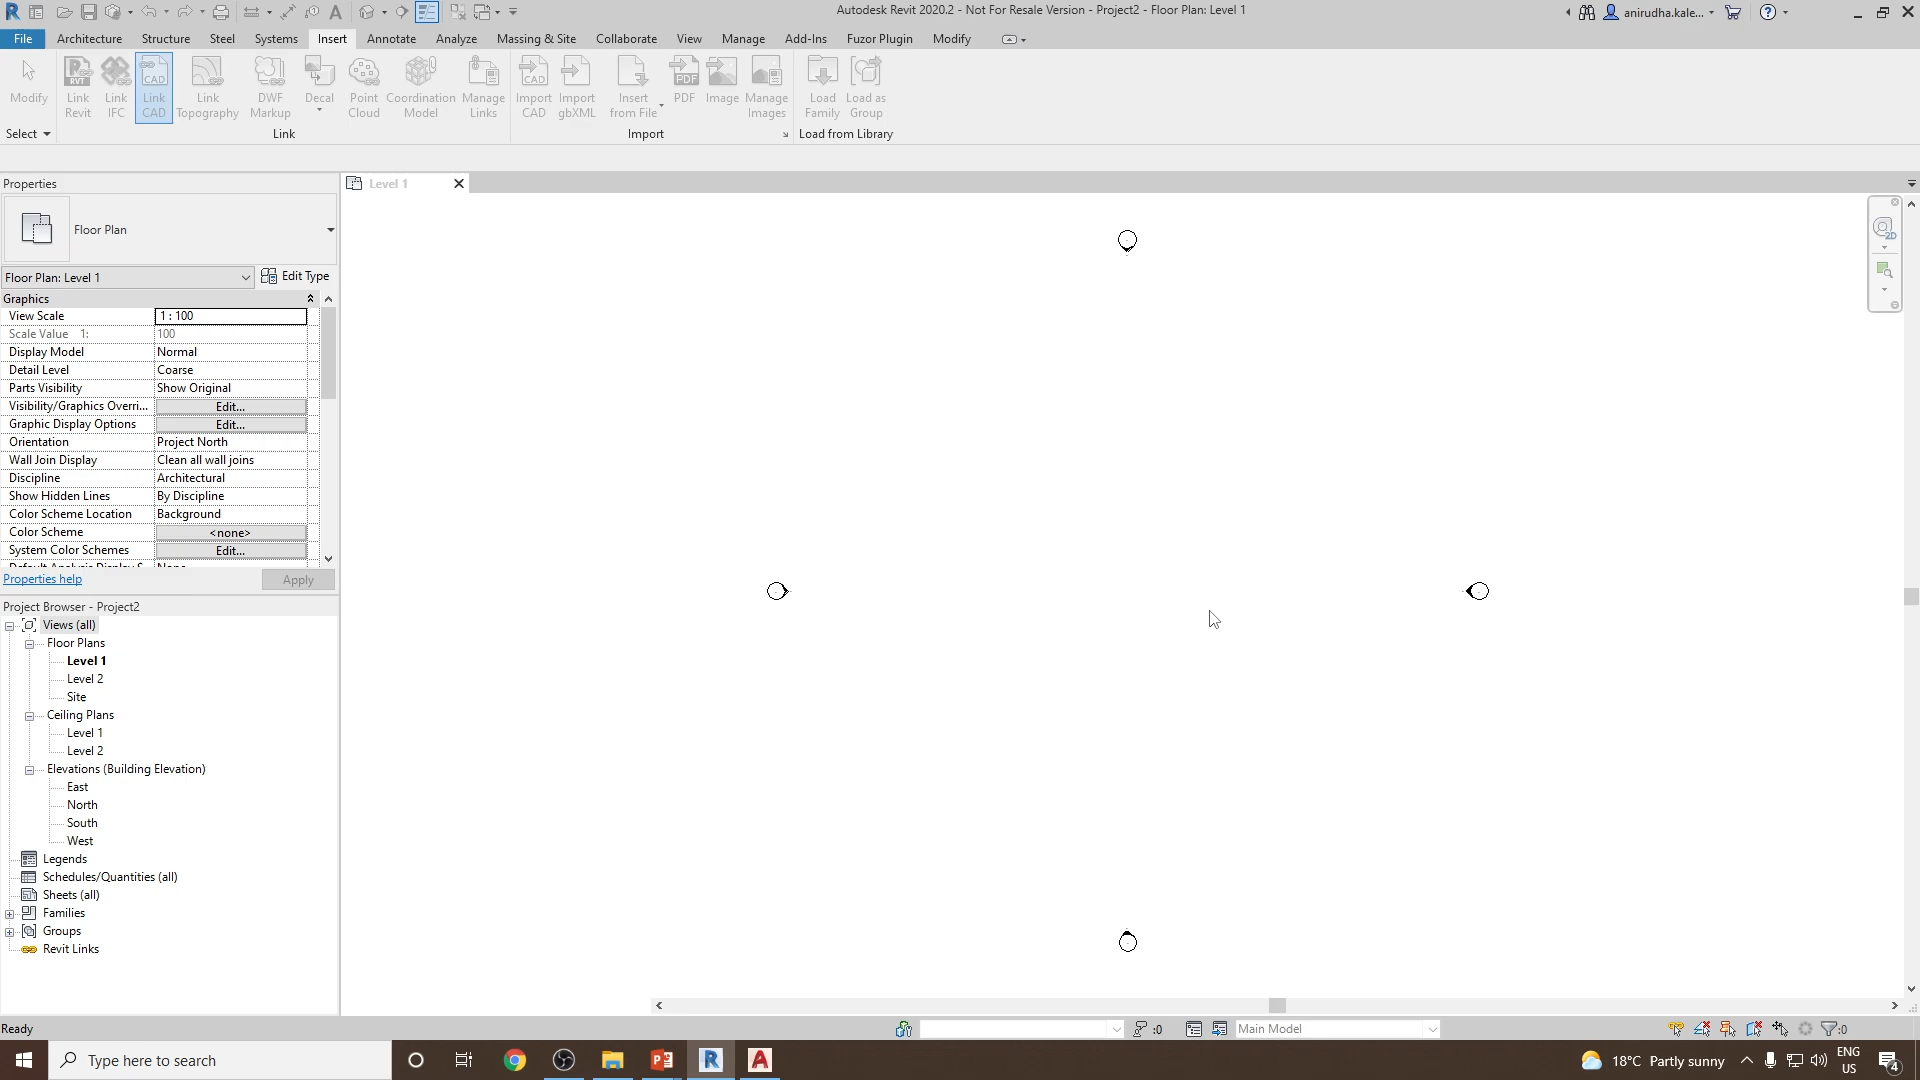 Autodesk Revit 2020.2 - Not For Resale Version - Project2 - Floor Plan: Level 1
anirudha.kale...
File Architecture Structure Steel Systems Insert Annotate Analyze Massing & Site Collaborate View Manage Add-Ins Fuzor Plugin Modify
Modify
Link Revit
Link IFC
Link CAD
Link Topography
DWF Markup
Decal
Point Cloud
Coordination Model
Manage Links
Import CAD
Import gbXML
Insert from File
PDF
Image
Manage Images
Load Family
Load as Group
Select Link Import Load from Library
Properties
Level 1
Floor Plan
Floor Plan: Level 1 Edit Type
Graphics
View Scale 1 : 100
Scale Value 1: 100
Display Model Normal
Detail Level Coarse
Parts Visibility Show Original
Visibility/Graphics Overri... Edit...
Graphic Display Options Edit...
Orientation Project North
Wall Join Display Clean all wall joins
Discipline Architectural
Show Hidden Lines By Discipline
Color Scheme Location Background
Color Scheme <none>
System Color Schemes Edit...
Properties help Apply
Project Browser - Project2
Views (all)
Floor Plans
Level 1
Level 2
Site
Ceiling Plans
Level 1
Level 2
Elevations (Building Elevation)
East
North
South
West
Legends
Schedules/Quantities (all)
Sheets (all)
Families
Groups
Revit Links
Ready :0 Main Model :0
Type here to search 18°C Partly sunny ENG
US 4